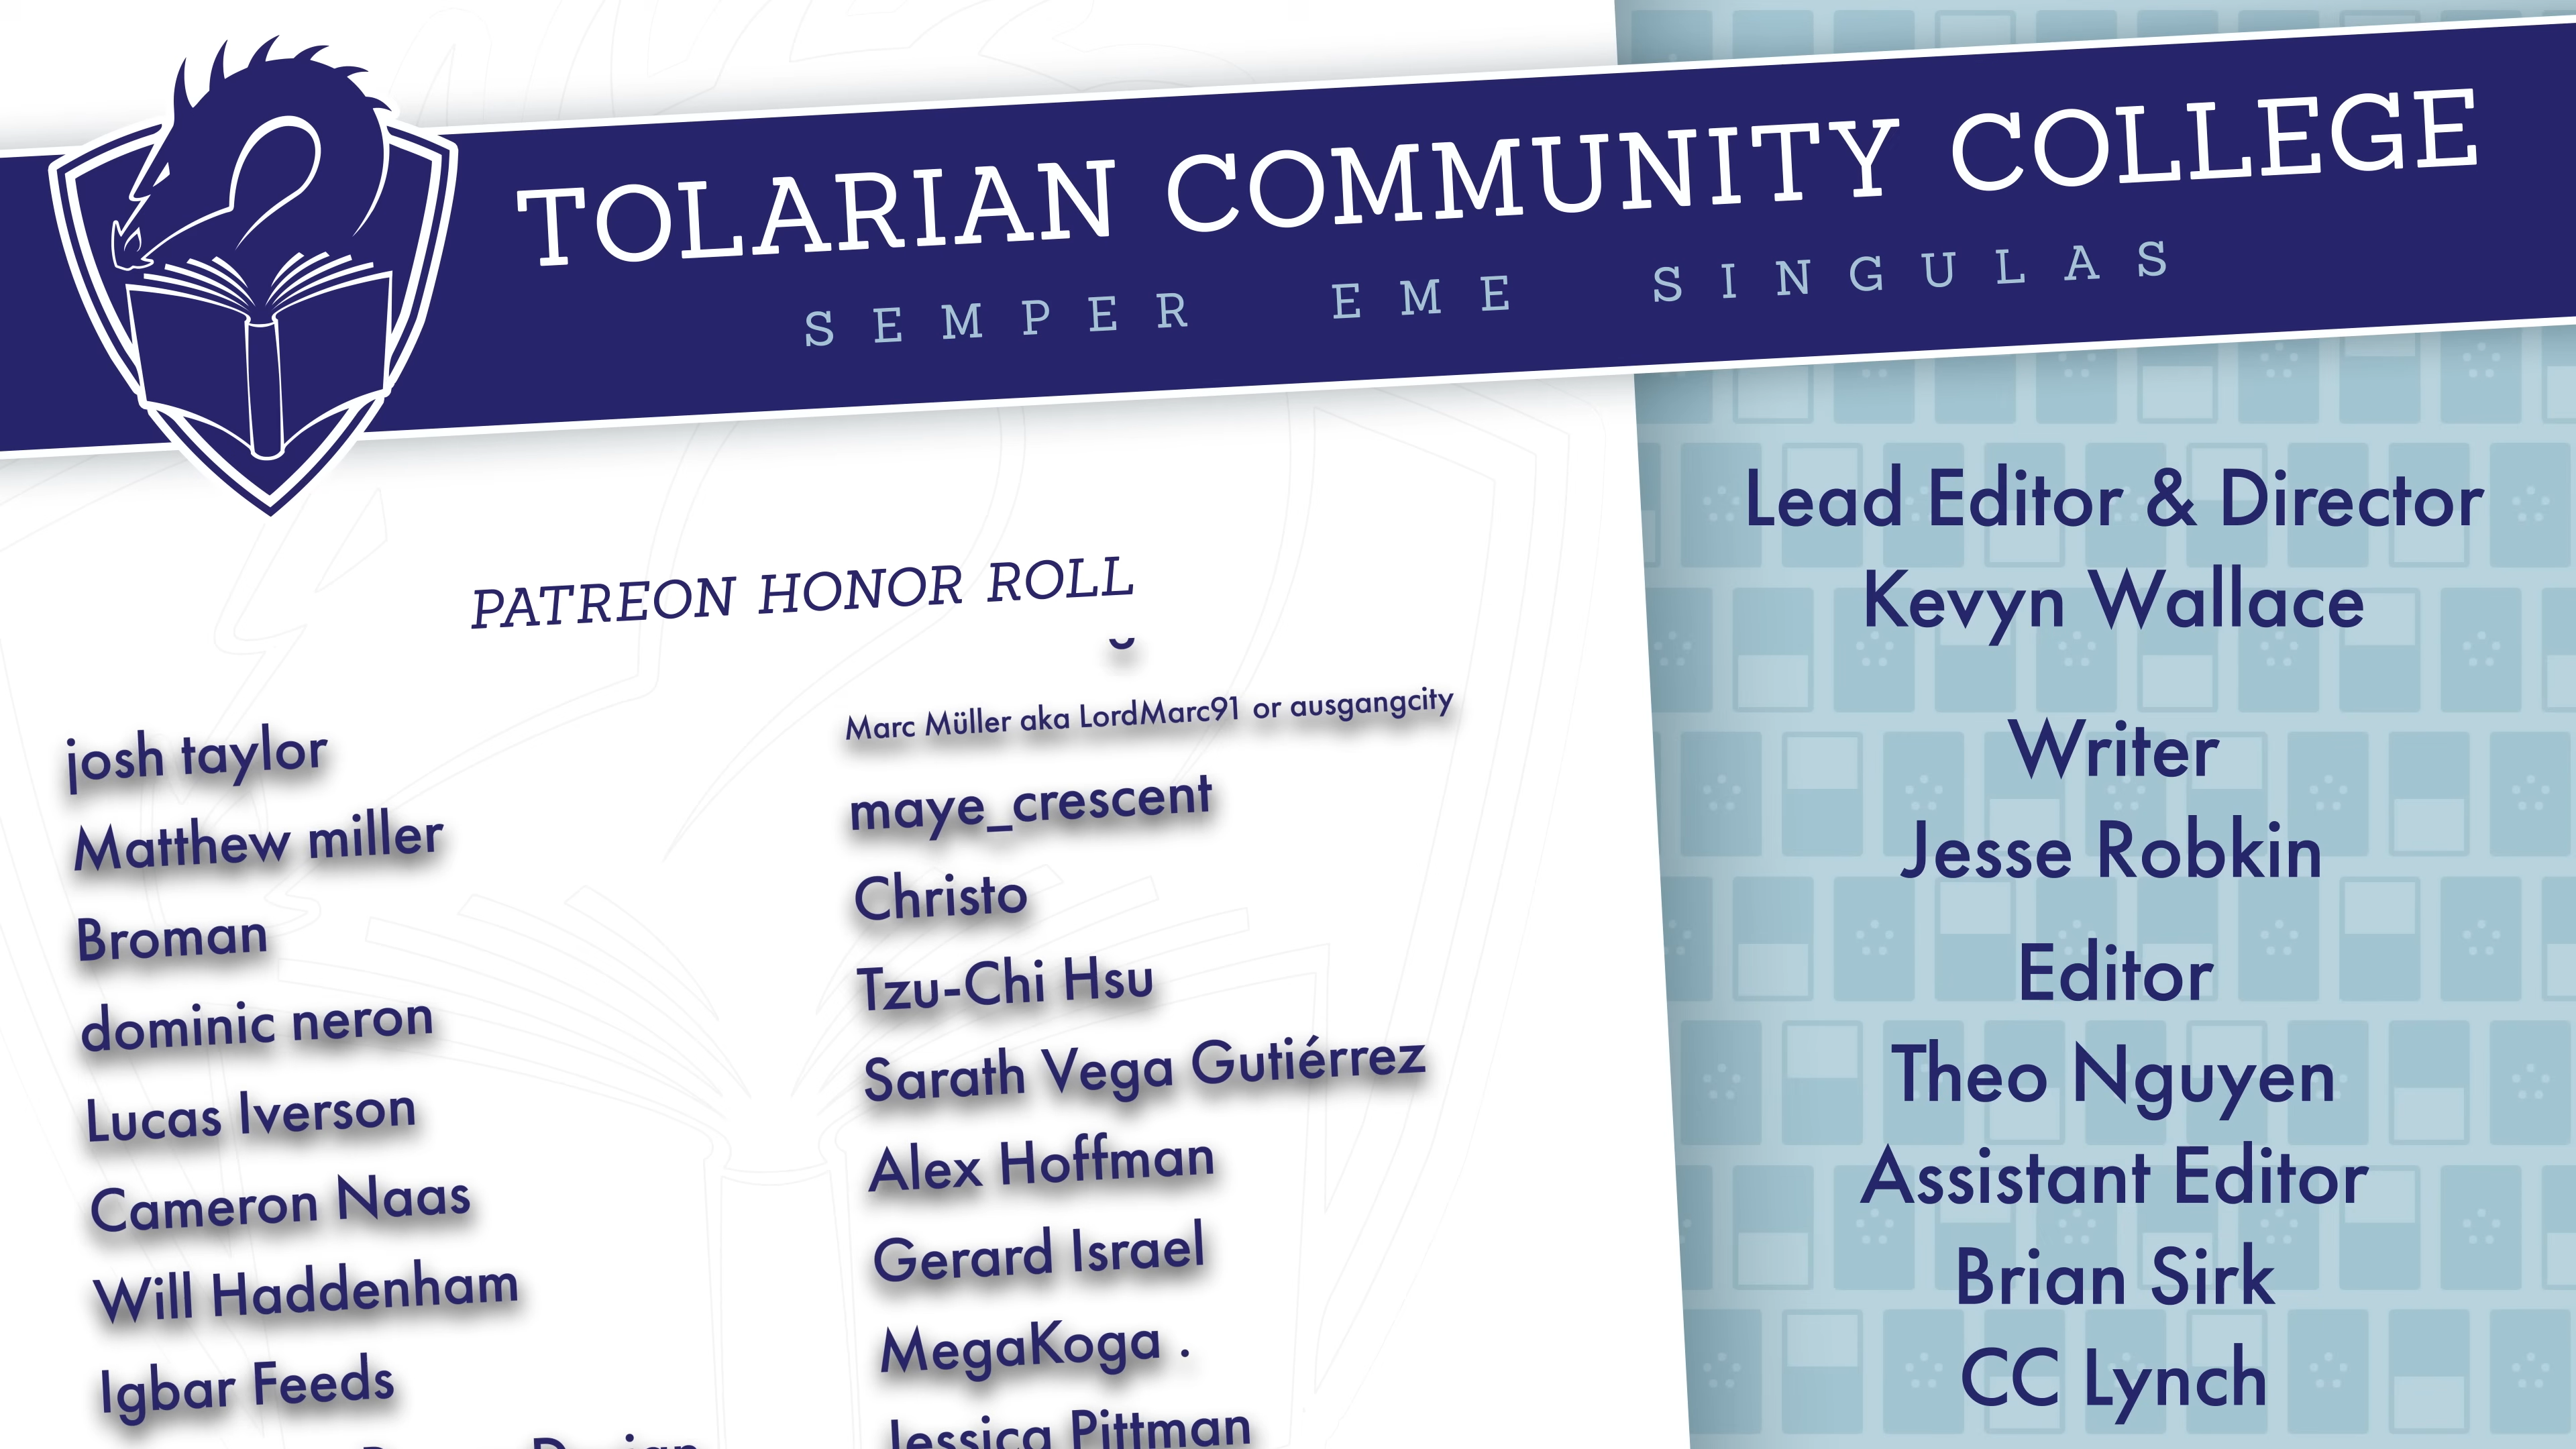 TOLARIAN COMMUNITY COLLEGE
SEMPER EME SINGULAS
PATREON HONOR ROLL
josh taylor
Matthew miller
Broman
dominic neron
Lucas Iverson
Cameron Naas
Will Haddenham
Igbar Feeds
Marc Müller aka LordMarc91 or ausgangcity
maye_crescent
Christo
Tzu-Chi Hsu
Sarath Vega Gutiérrez
Alex Hoffman
Gerard Israel
MegaKoga .
Jessica Pittman
Lead Editor & Director
Kevyn Wallace
Writer
Jesse Robkin
Editor
Theo Nguyen
Assistant Editor
Brian Sirk
CC Lynch